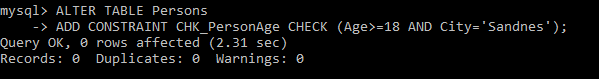 mysql> ALTER TABLE Persons
    -> ADD CONSTRAINT CHK_PersonAge CHECK (Age>=18 AND City='Sandnes');
Query OK, 0 rows affected (2.31 sec)
Records: 0  Duplicates: 0  Warnings: 0